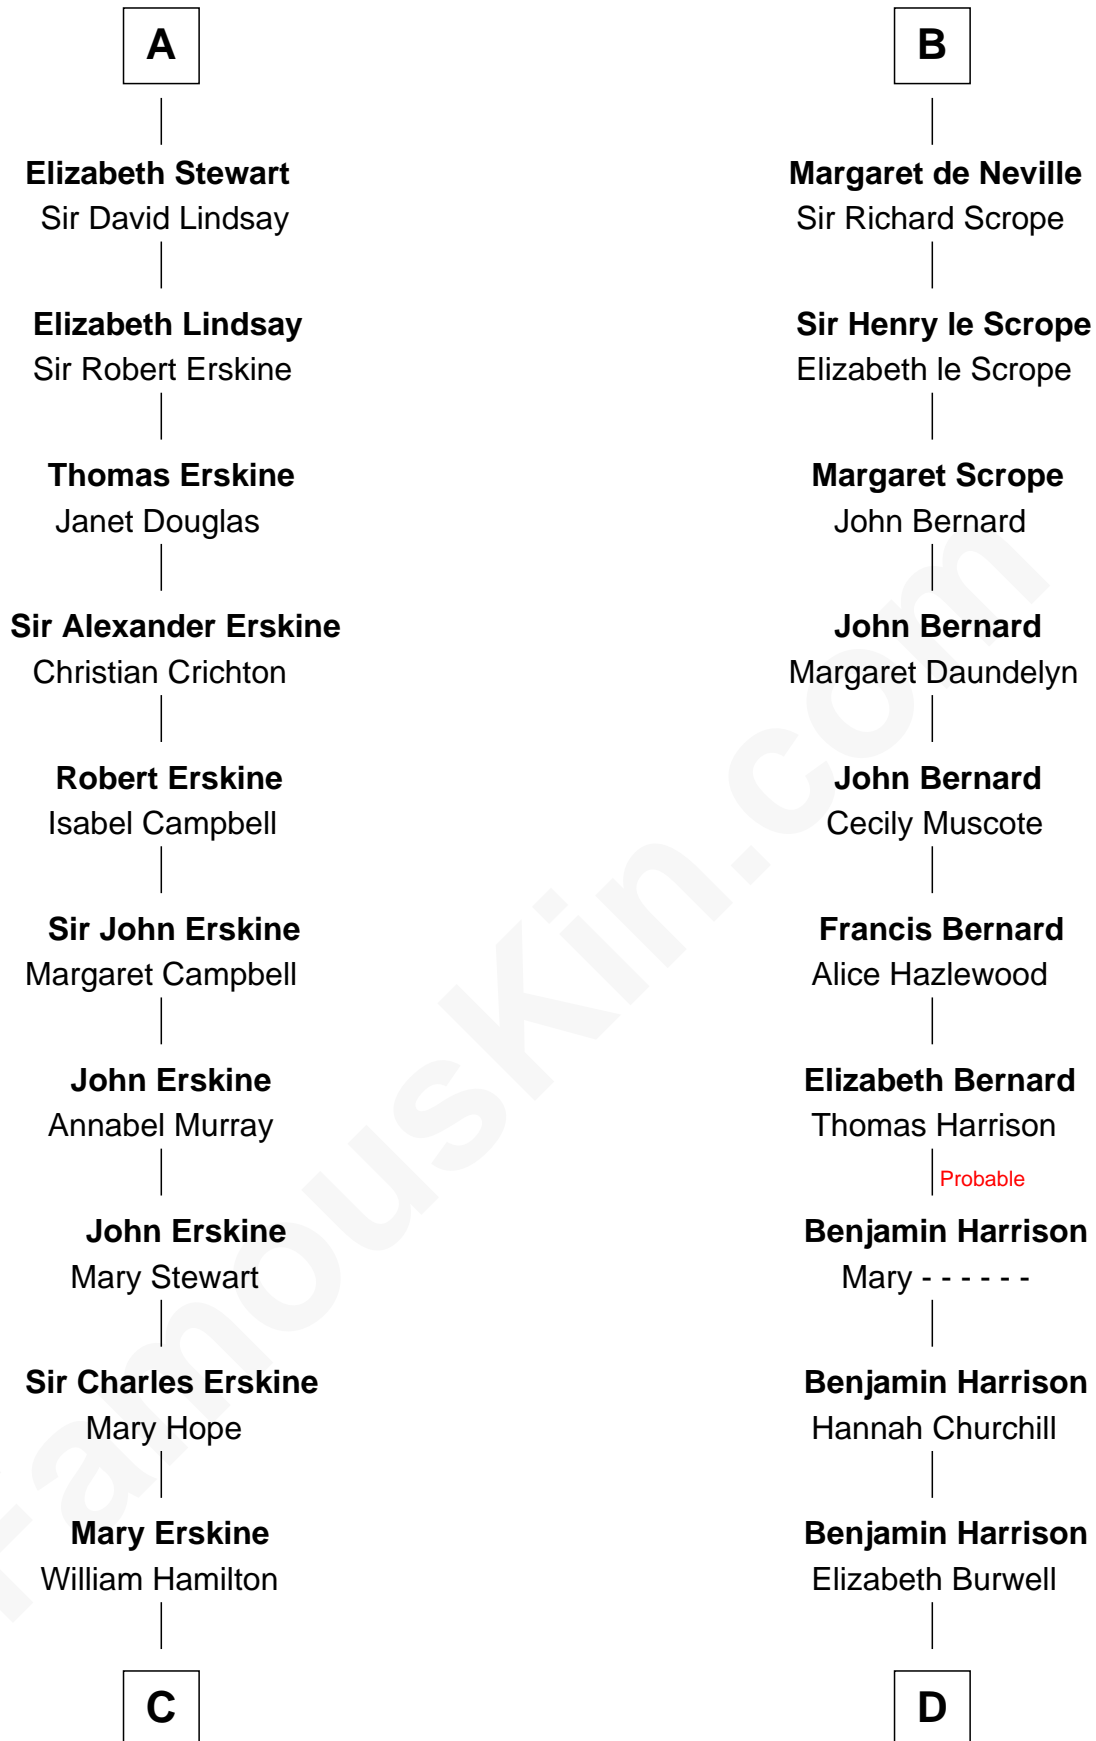 A
Elizabeth Stewart
Sir David Lindsay
Elizabeth Lindsay
Sir Robert Erskine
Thomas Erskine
Janet Douglas
Sir Alexander Erskine
Christian Crichton
Robert Erskine
Isabel Campbell
Sir John Erskine
Margaret Campbell
John Erskine
Annabel Murray
John Erskine
Mary Stewart
Sir Charles Erskine
Mary Hope
Mary Erskine
William Hamilton
C
B
Margaret de Neville
Sir Richard Scrope
Sir Henry le Scrope
Elizabeth le Scrope
Margaret Scrope
John Bernard
John Bernard
Margaret Daundelyn
John Bernard
Cecily Muscote
Francis Bernard
Alice Hazlewood
Elizabeth Bernard
Thomas Harrison
Probable
Benjamin Harrison
Mary - - - - - -
Benjamin Harrison
Hannah Churchill
Benjamin Harrison
Elizabeth Burwell
D
FamousKin.com